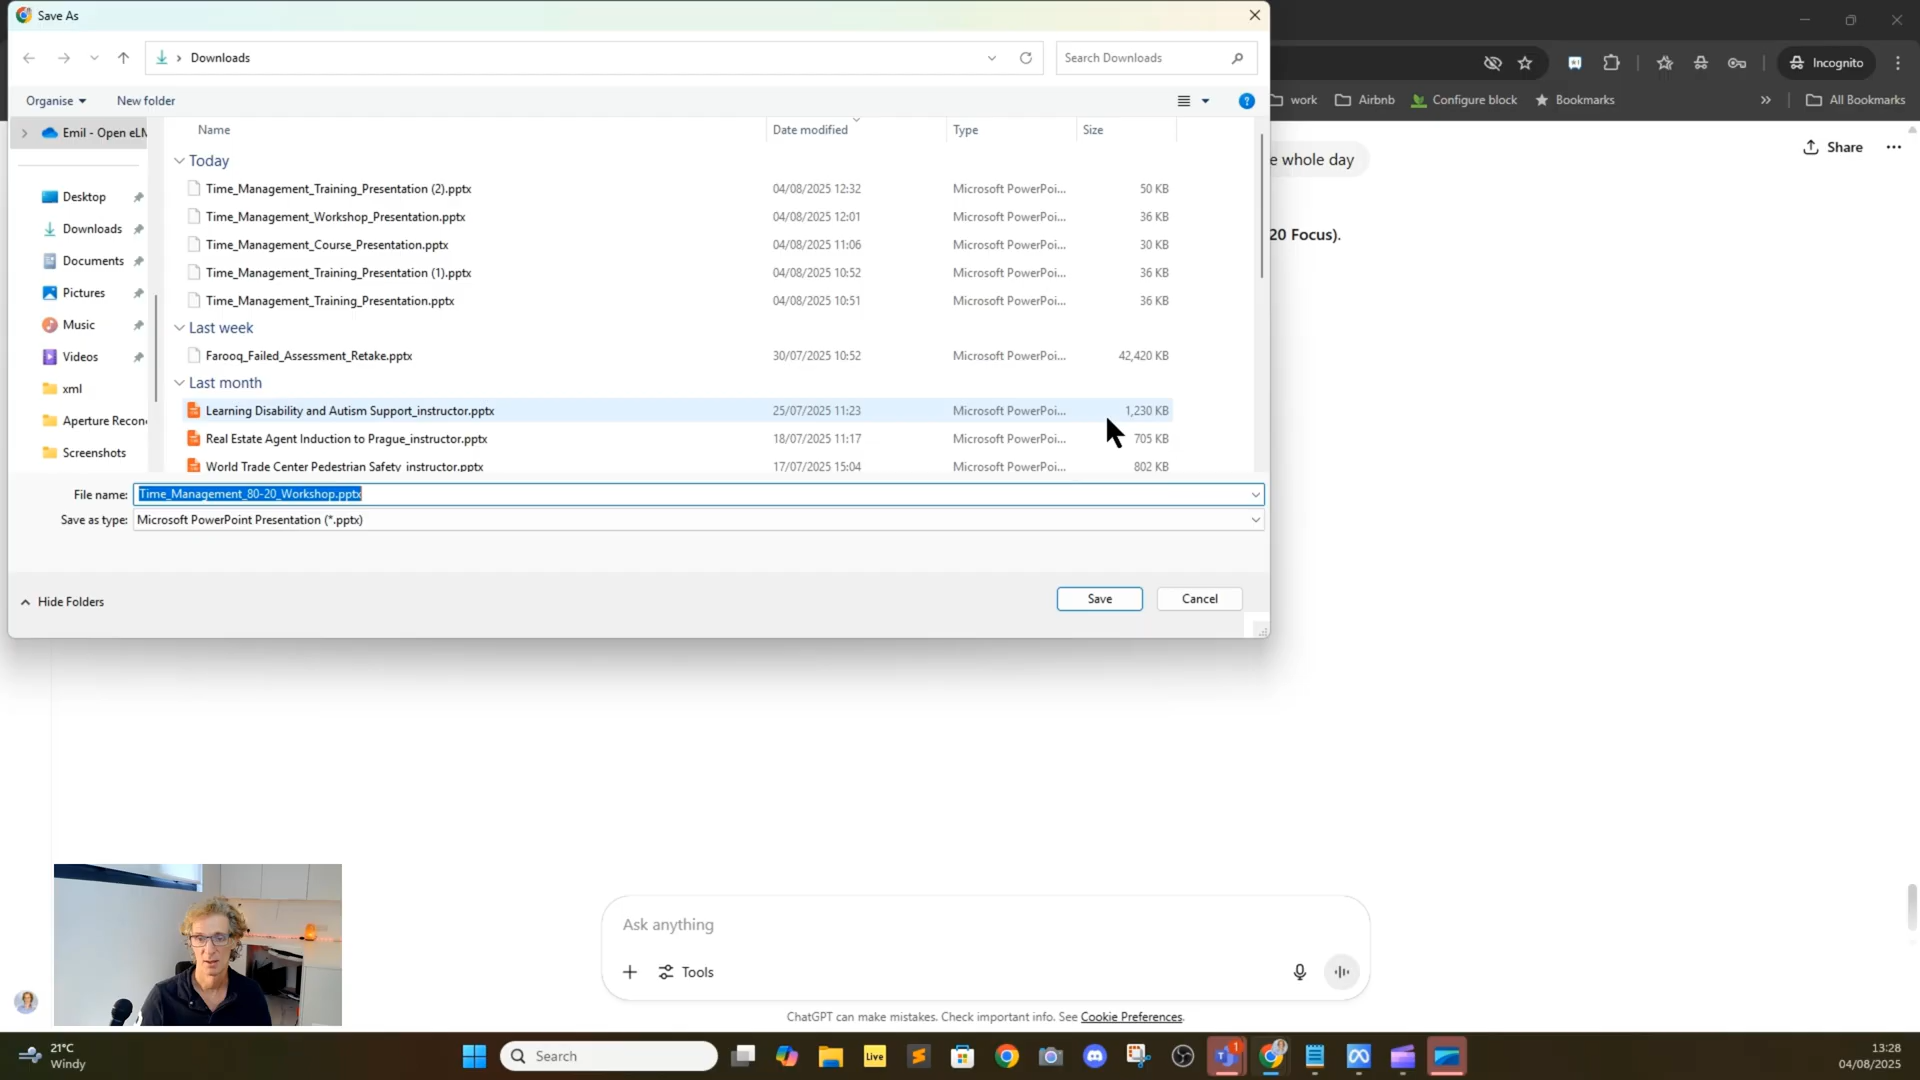 Save As
Downloads
Search Downloads
Organise
New folder
Incognito
work
Airbnb
Configure block
Bookmarks
All Bookmarks
Emil - Open eLM
Name
Date modified
Type
Size
Today
Time_Management_Training_Presentation (2).pptx 04/08/2025 12:32 Microsoft PowerPoi... 50 KB
Time_Management_Workshop_Presentation.pptx 04/08/2025 12:01 Microsoft PowerPoi... 36 KB
Time_Management_Course_Presentation.pptx 04/08/2025 11:06 Microsoft PowerPoi... 30 KB
Time_Management_Training_Presentation (1).pptx 04/08/2025 10:52 Microsoft PowerPoi... 36 KB
Time_Management_Training_Presentation.pptx 04/08/2025 10:51 Microsoft PowerPoi... 36 KB
Last week
Farooq_Failed_Assessment_Retake.pptx 30/07/2025 10:52 Microsoft PowerPoi... 42,420 KB
Last month
Learning Disability and Autism Support_instructor.pptx 25/07/2025 11:23 Microsoft PowerPoi... 1,230 KB
Real Estate Agent Induction to Prague_instructor.pptx 18/07/2025 11:17 Microsoft PowerPoi... 705 KB
World Trade Center Pedestrian Safety_instructor.pptx 17/07/2025 15:04 Microsoft PowerPoi... 802 KB
Desktop
Downloads
Documents
Pictures
Music
Videos
xml
Aperture Recon
Screenshots
File name: Time_Management_80-20_Workshop.pptx
Save as type: Microsoft PowerPoint Presentation (*.pptx)
Hide Folders
Save
Cancel
e whole day
Share
20 Focus).
Ask anything
Tools
ChatGPT can make mistakes. Check important info. See Cookie Preferences.
21°C
Windy
Search
Live
1
13:28
04/08/2025